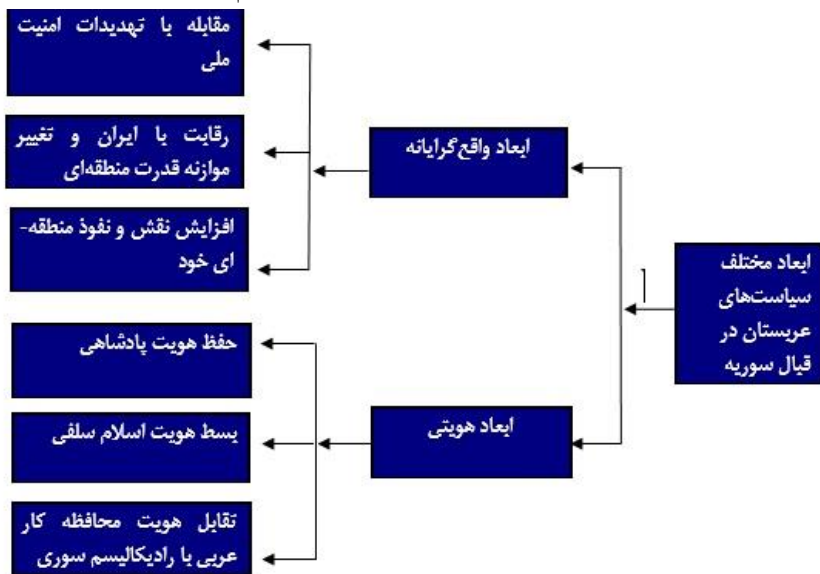 ابعاد مختلف
سیاست‌های
عربستان در
قبال سوریه
ابعاد واقع‌گرایانه
مقابله با تهدیدات امنیت
ملی
رقابت با ایران و تغییر
موازنه قدرت منطقه‌ای
افزایش نقش و نفوذ منطقه-
ای خود
ابعاد هویتی
حفظ هویت پادشاهی
بسط هویت اسلام سلفی
تقابل هویت محافظه کار
عربی با رادیکالیسم سوری